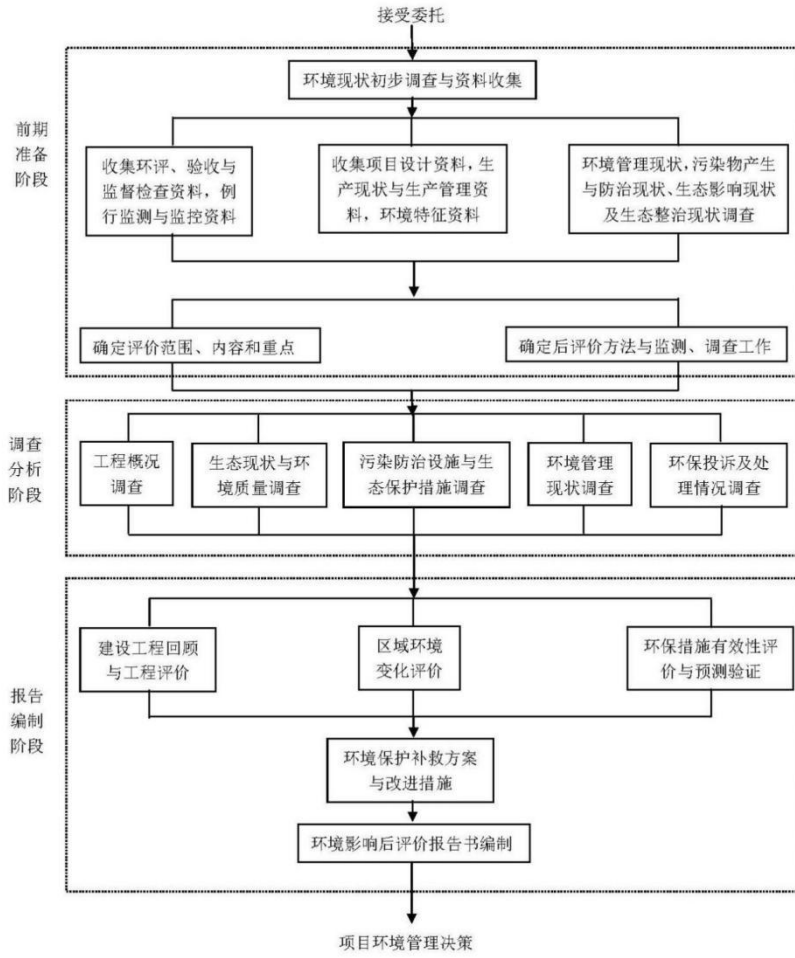 接受委托
环境现状初步调查与资料收集
前期
准备
阶段
收集环评、验收与
监督检查资料，例
行监测与监控资料
收集项目设计资料，生
产现状与生产管理资
料，环境特征资料
环境管理现状，污染物产生
与防治现状、生态影响现状
及生态整治现状调查
确定评价范围、内容和重点
确定后评价方法与监测、调查工作
调查
分析
阶段
工程概况
调查
生态现状与环
境质量调查
污染防治设施与生
态保护措施调查
环境管理
现状调查
环保投诉及处
理情况调查
报告
编制
阶段
建设工程回顾
与工程评价
区域环境
变化评价
环保措施有效性评
价与预测验证
环境保护补救方案
与改进措施
环境影响后评价报告书编制
项目环境管理决策